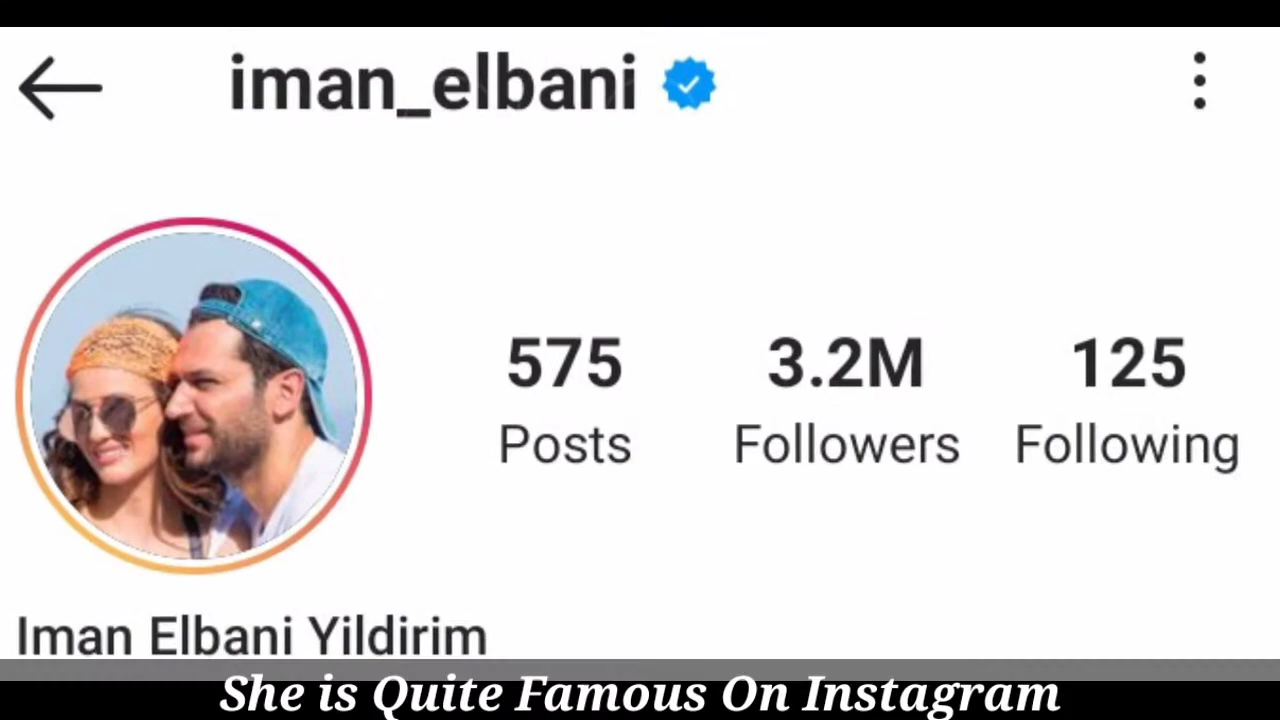 iman_elbani
575 3.2M 125
Posts Followers Following
Iman Elbani Yildirim
She is Quite Famous On Instagram